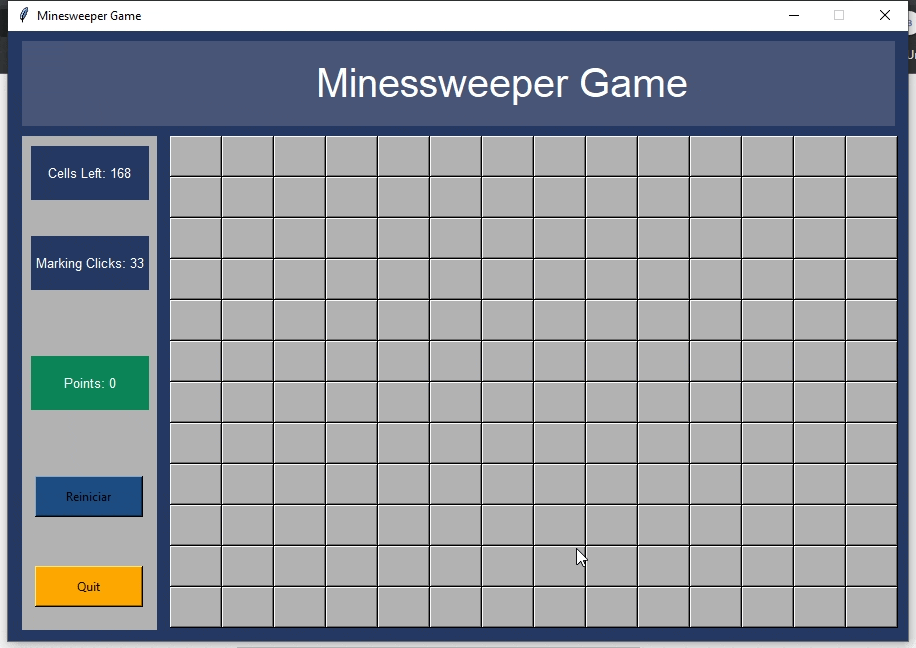 Minesweeper Game
Minessweeper Game
Cells Left: 168
Marking Clicks: 33
Points: 0
Reiniciar
Quit